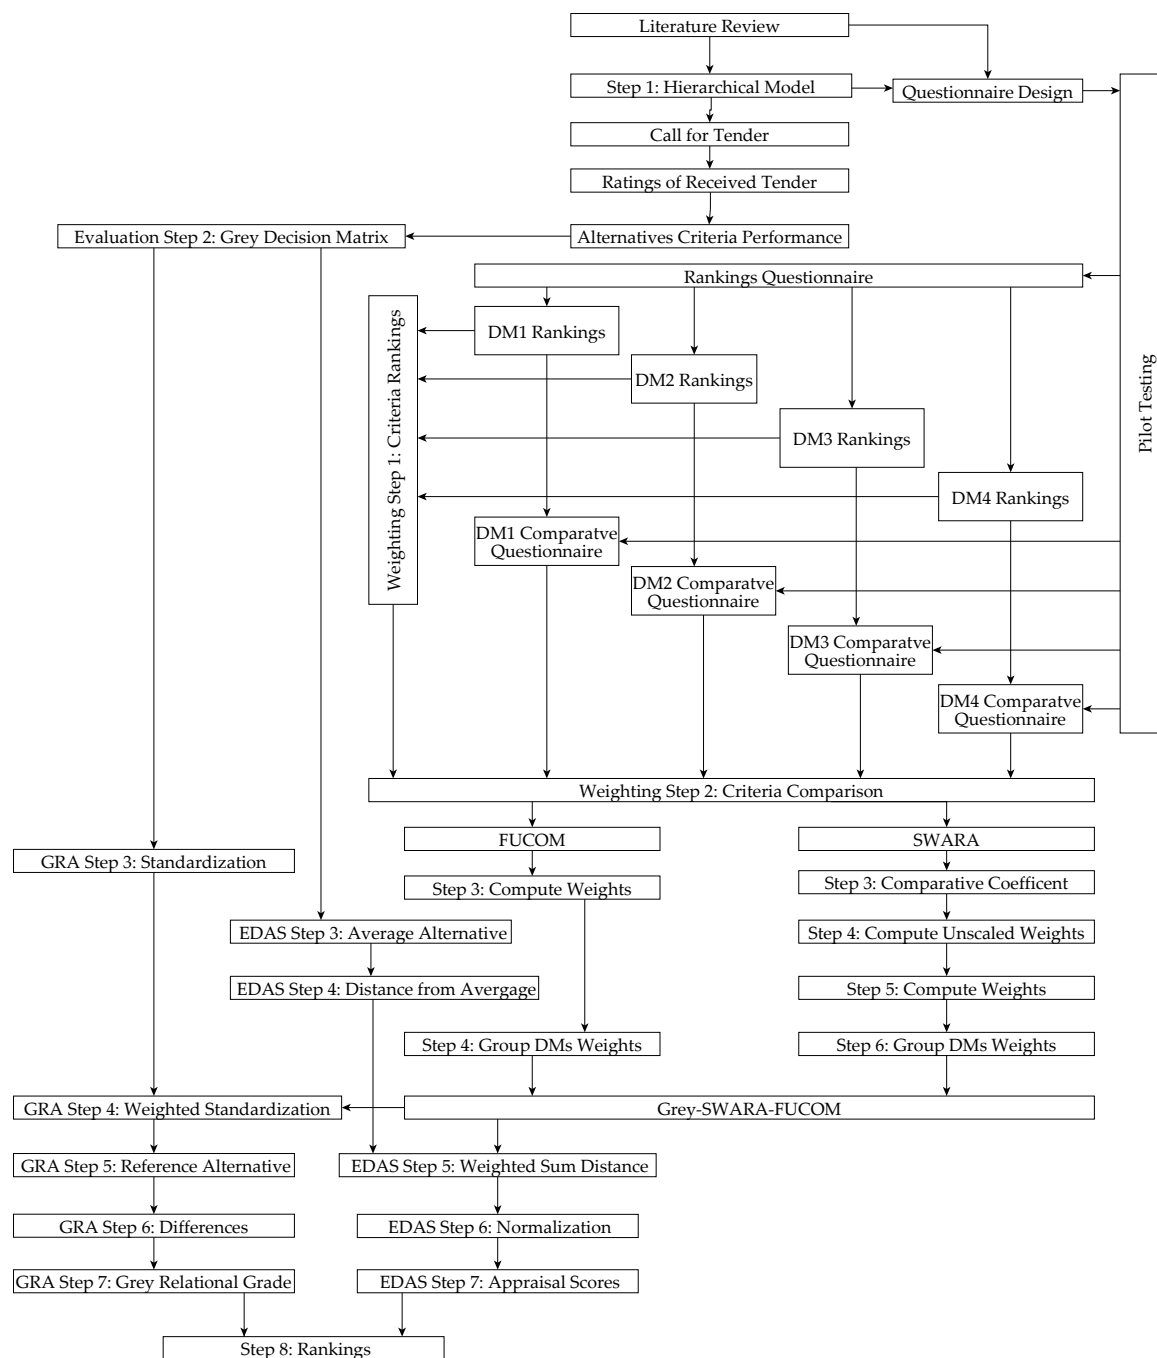 Literature Review
Step 1: Hierarchical Model
Questionnaire Design
Call for Tender
Ratings of Received Tender
Evaluation Step 2: Grey Decision Matrix
Alternatives Criteria Performance
Rankings Questionnaire
Pilot Testing
Weighting Step 1: Criteria Rankings
DM1 Rankings
DM2 Rankings
DM3 Rankings
DM4 Rankings
DM1 Comparatve
Questionnaire
DM2 Comparatve
Questionnaire
DM3 Comparatve
Questionnaire
DM4 Comparatve
Questionnaire
Weighting Step 2: Criteria Comparison
FUCOM
SWARA
GRA Step 3: Standardization
Step 3: Compute Weights
Step 3: Comparative Coefficent
EDAS Step 3: Average Alternative
Step 4: Compute Unscaled Weights
EDAS Step 4: Distance from Avergage
Step 5: Compute Weights
Step 4: Group DMs Weights
Step 6: Group DMs Weights
GRA Step 4: Weighted Standardization
Grey-SWARA-FUCOM
GRA Step 5: Reference Alternative
EDAS Step 5: Weighted Sum Distance
GRA Step 6: Differences
EDAS Step 6: Normalization
GRA Step 7: Grey Relational Grade
EDAS Step 7: Appraisal Scores
Step 8: Rankings